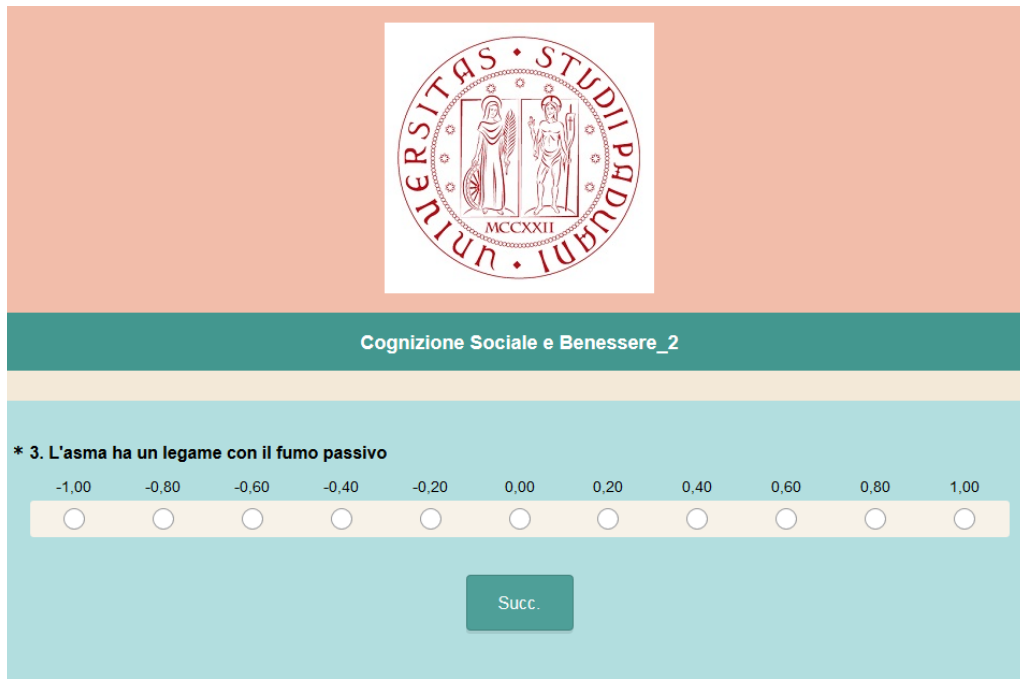 UNIVERSITAS • STUDII PADUANI •
MCCXXII
Cognizione Sociale e Benessere_2
* 3. L'asma ha un legame con il fumo passivo
-1,00 -0,80 -0,60 -0,40 -0,20 0,00 0,20 0,40 0,60 0,80 1,00
Succ.